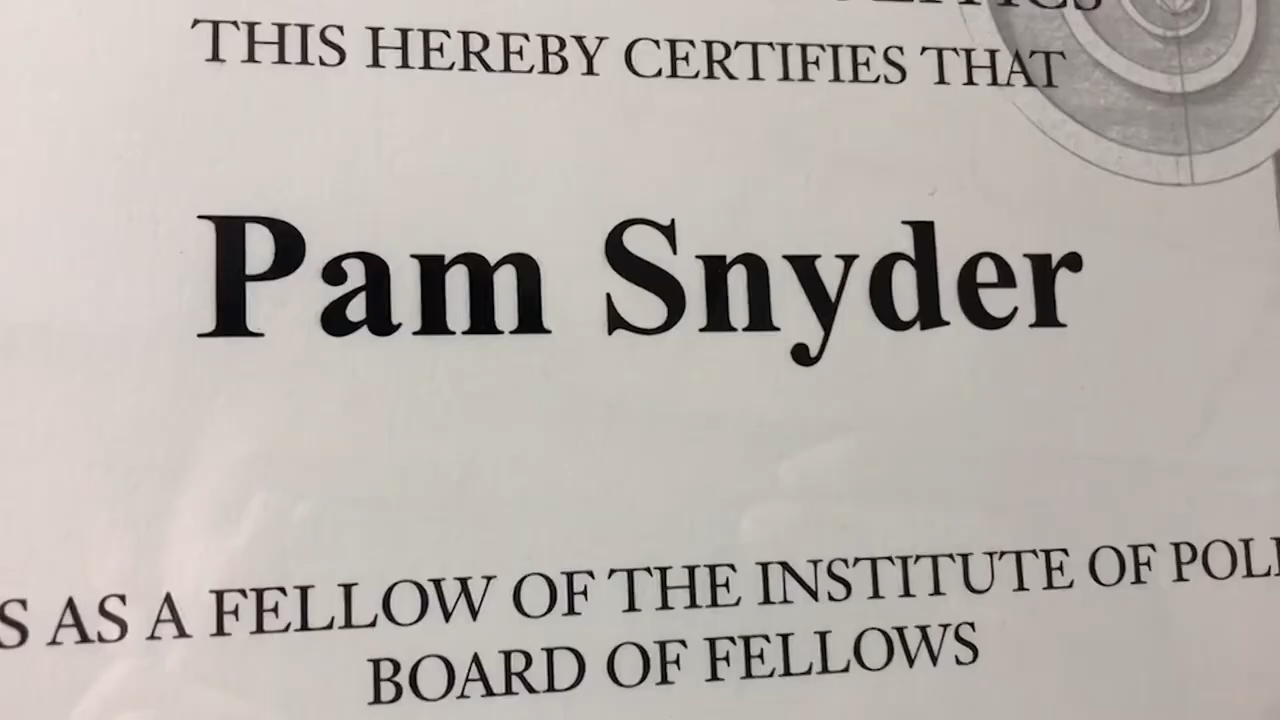 THIS HEREBY CERTIFIES THAT
Pam Snyder
AS A FELLOW OF THE INSTITUTE OF
BOARD OF FELLOWS